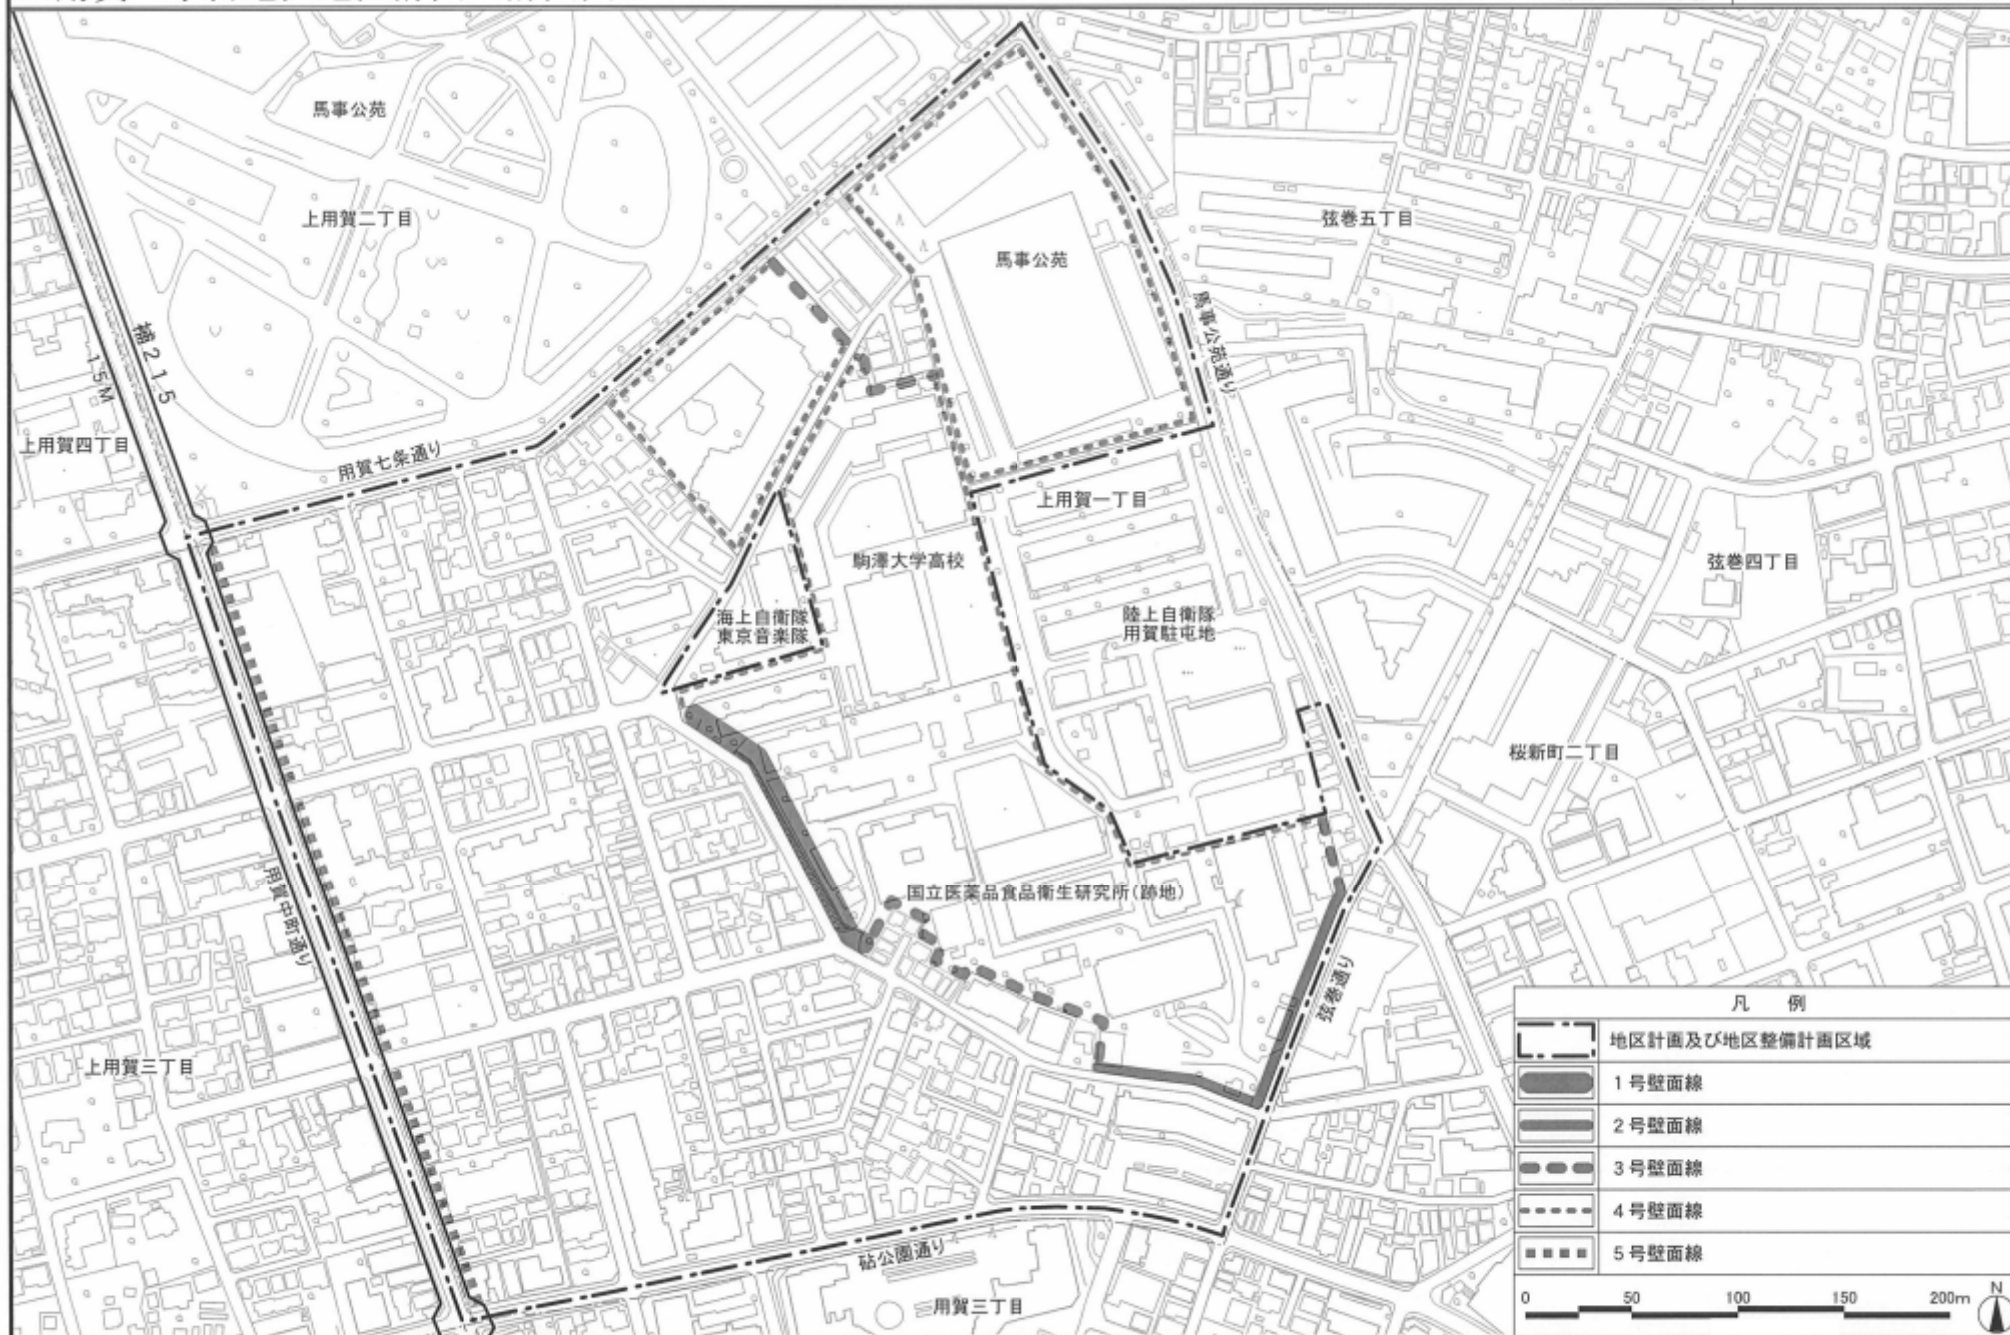 馬事公苑
上用賀二丁目
弦巻五丁目
馬事公苑
馬事公苑通り
補215
15M
上用賀四丁目
用賀七条通り
上用賀一丁目
駒澤大学高校
弦巻四丁目
海上自衛隊
東京音楽隊
陸上自衛隊
用賀駐屯地
桜新町二丁目
用賀中町通り
国立医薬品食品衛生研究所(跡地)
弦巻通り
上用賀三丁目
砧公園通り
用賀三丁目
凡 例
地区計画及び地区整備計画区域
1号壁面線
2号壁面線
3号壁面線
4号壁面線
5号壁面線
0 50 100 150 200m
N